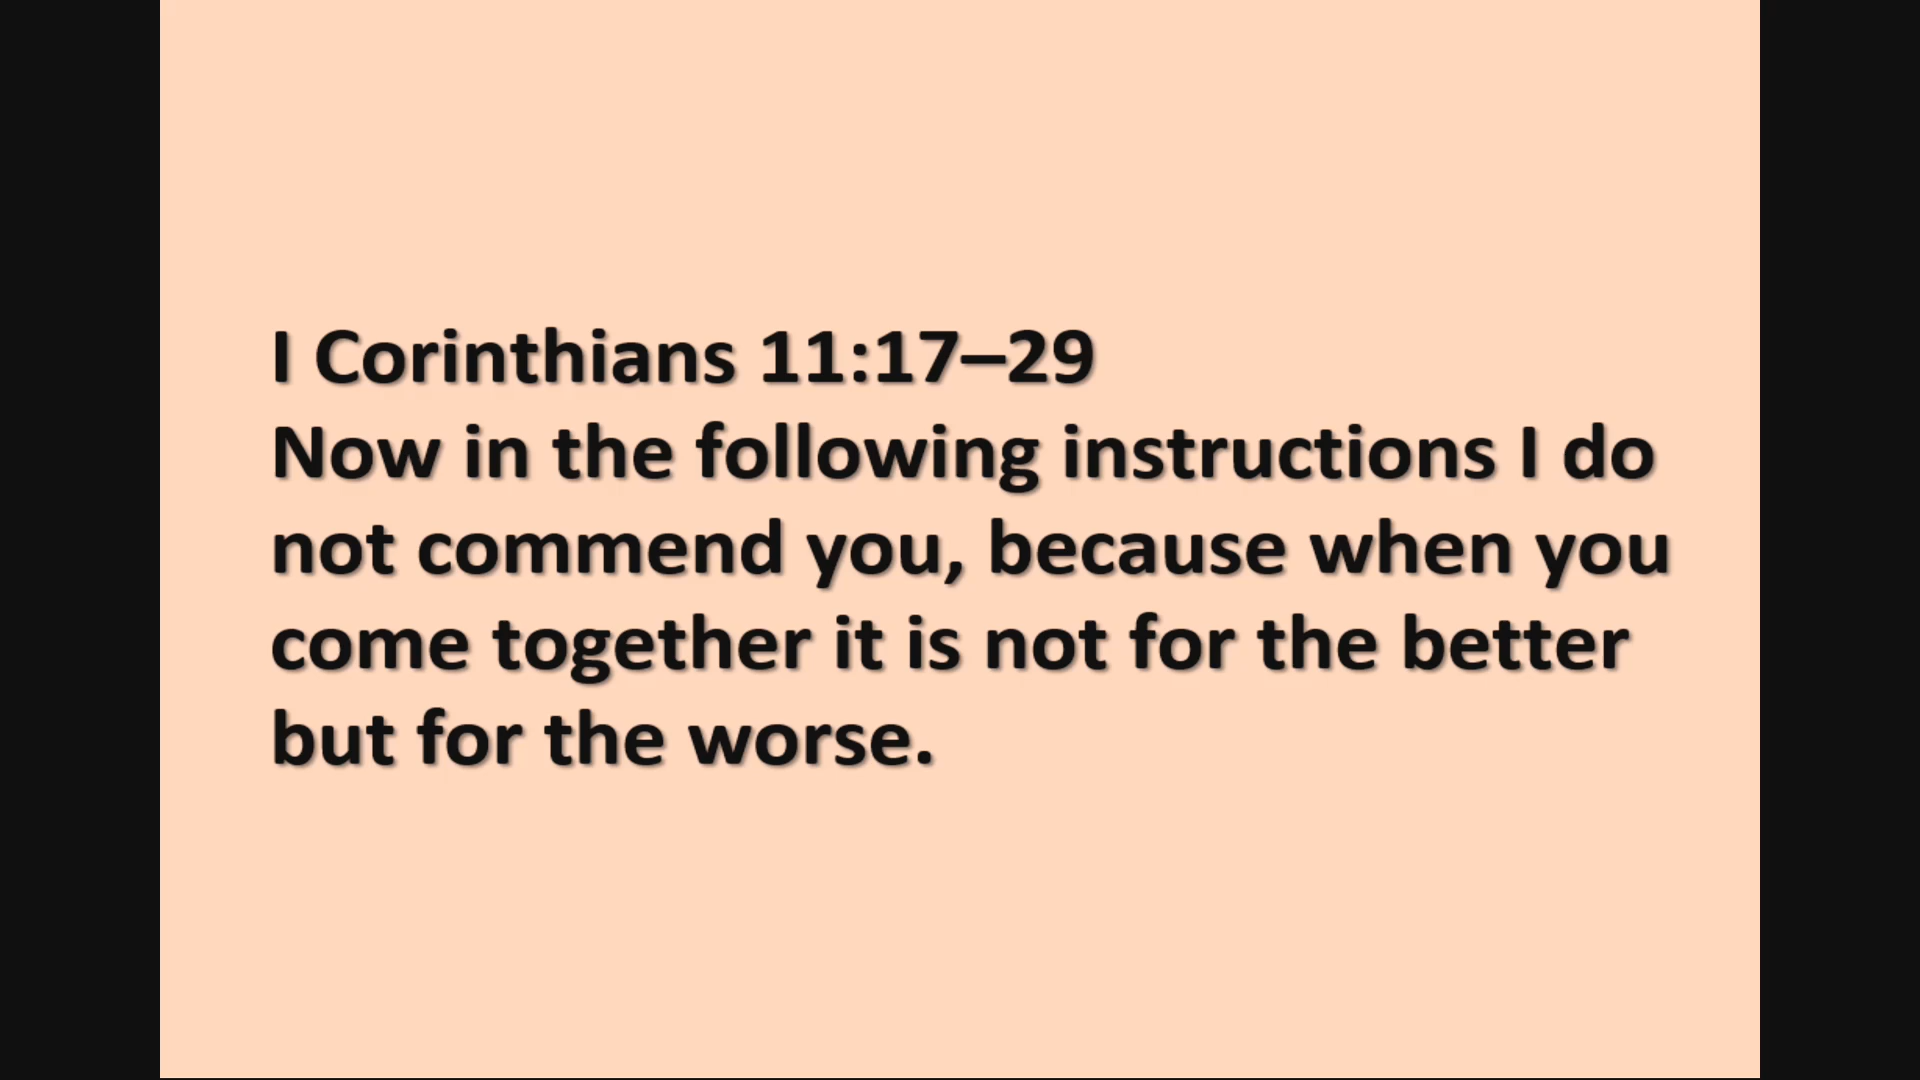 I Corinthians 11:17–29
Now in the following instructions I do
not commend you, because when you
come together it is not for the better
but for the worse.